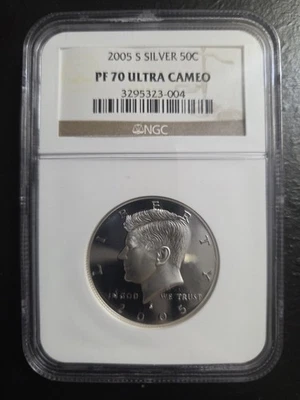 2005 S SILVER 50C
PF 70 ULTRA CAMEO
3295323-004
NGC
LIBERTY
IN GOD WE TRUST
2005